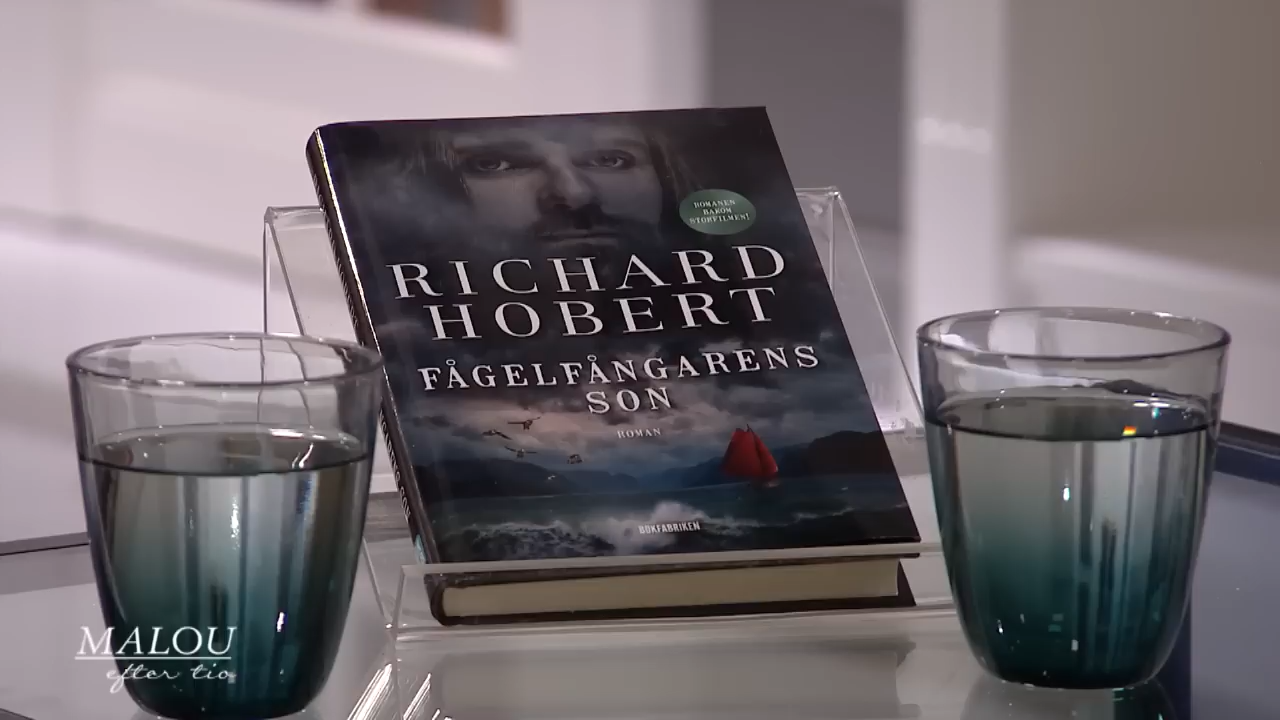 ROMANEN
BAKOM
STORFILMEN!
RICHARD
HOBERT
FÅGELFÅNGARENS
SON
ROMAN
BOKFABRIKEN
MALOU
efter tio